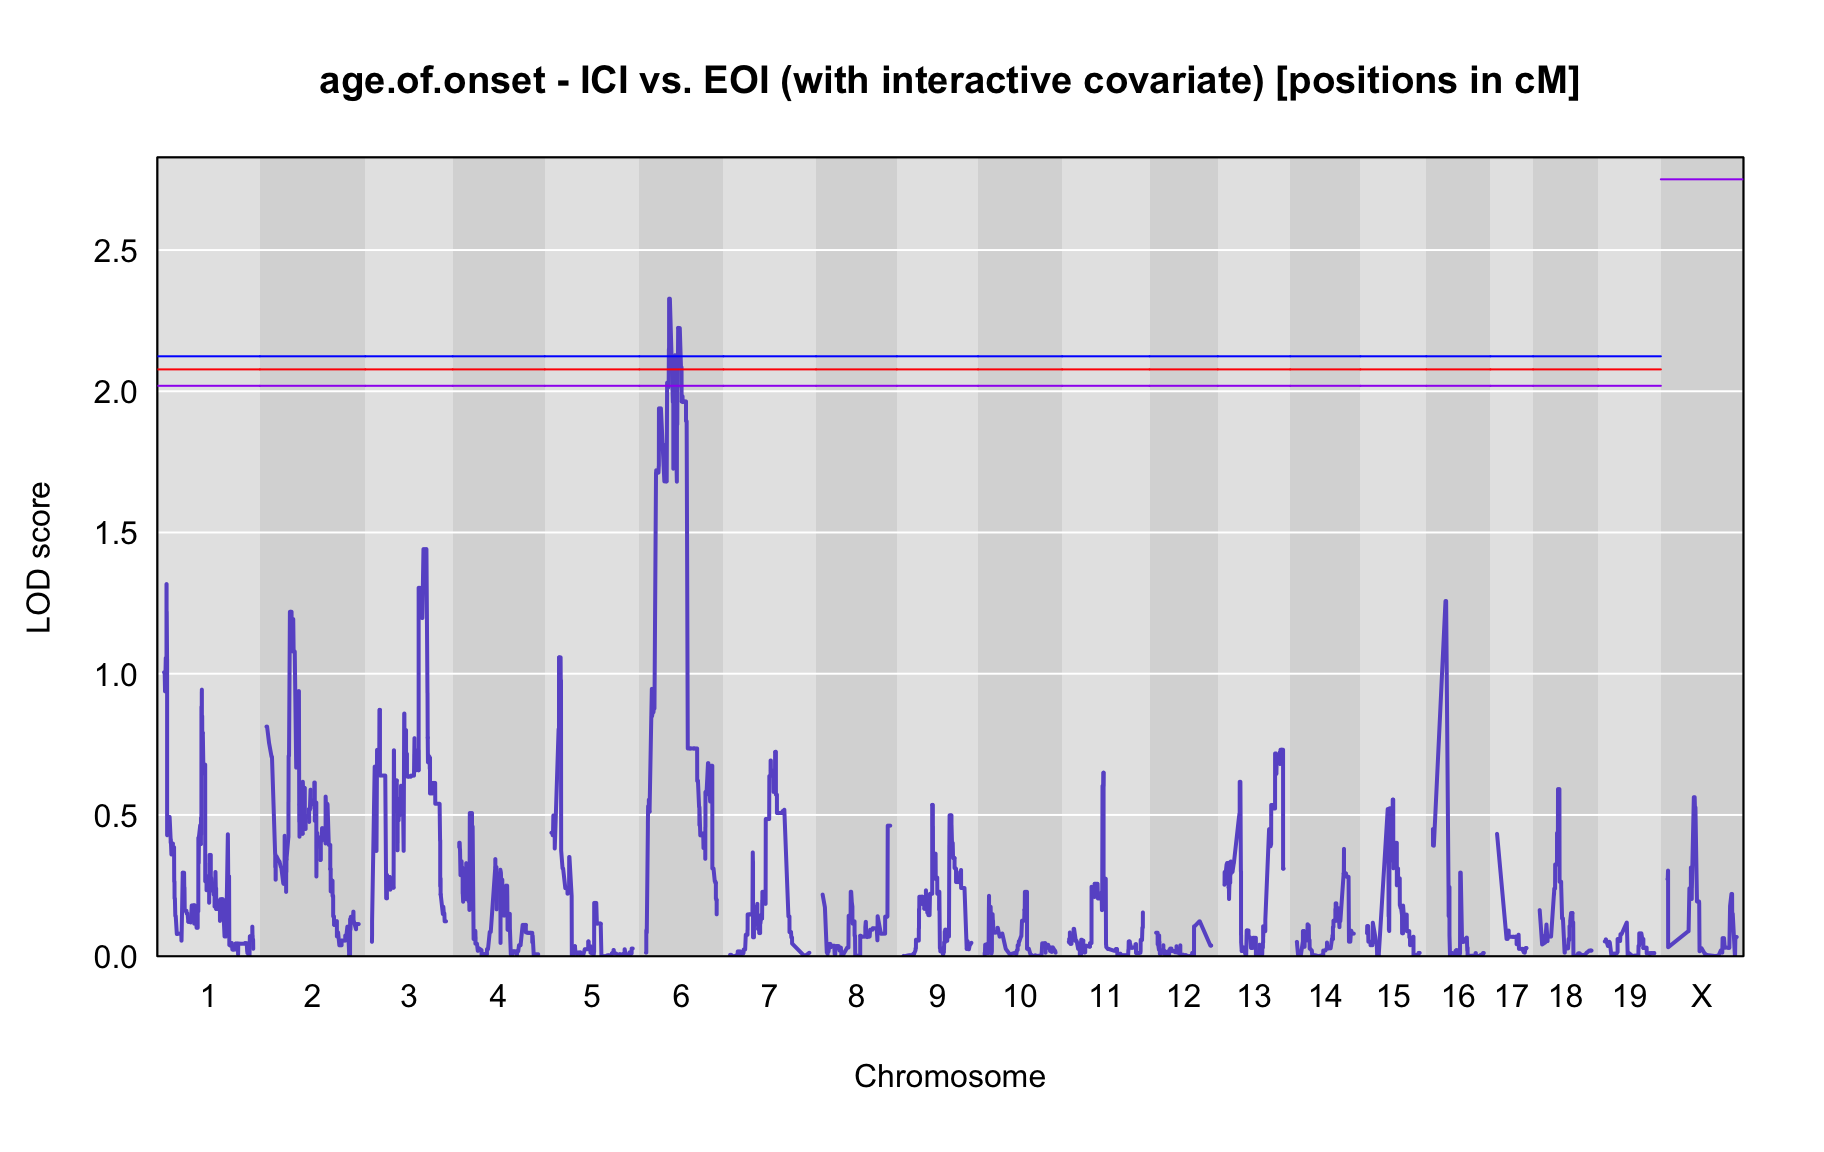 age.of.onset - ICI vs. EOI (with interactive covariate) [positions in cM]
2.5
2.0
1.5
1.0
0.5
0.0
LOD score
1 2 3 4 5 6 7 8 9 10 11 12 13 14 15 16 17 18 19 X
Chromosome